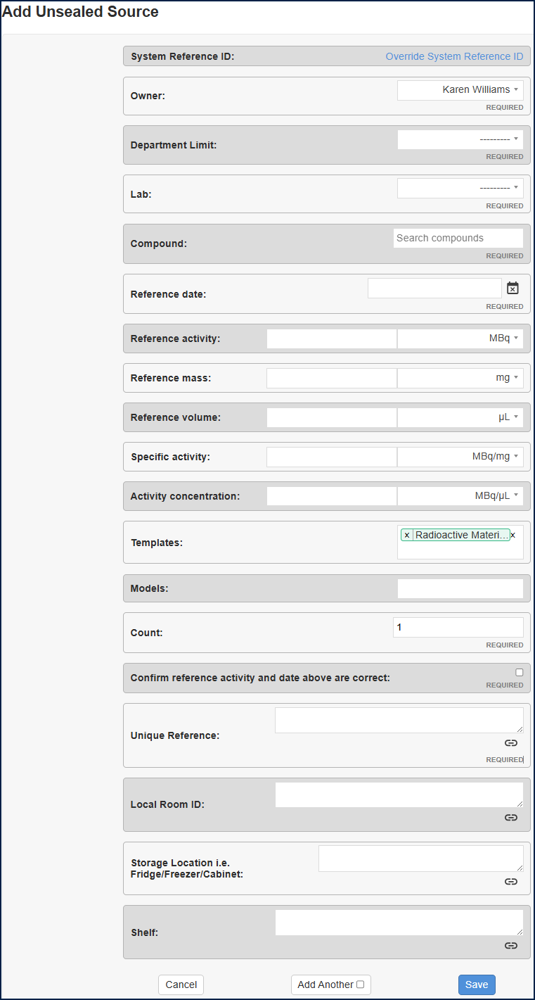 Add Unsealed Source
System Reference ID: Override System Reference ID
Owner: Karen Williams
REQUIRED
Department Limit: ---------
REQUIRED
Lab: ---------
REQUIRED
Compound: Search compounds
REQUIRED
Reference date:
REQUIRED
Reference activity: MBq
Reference mass: mg
Reference volume: µL
Specific activity: MBq/mg
Activity concentration: MBq/µL
Templates: × Radioactive Materi... ×
Models:
Count: 1
REQUIRED
Confirm reference activity and date above are correct:
REQUIRED
Unique Reference:
REQUIRED
Local Room ID:
Storage Location i.e.
Fridge/Freezer/Cabinet:
Shelf:
Cancel Add Another Save